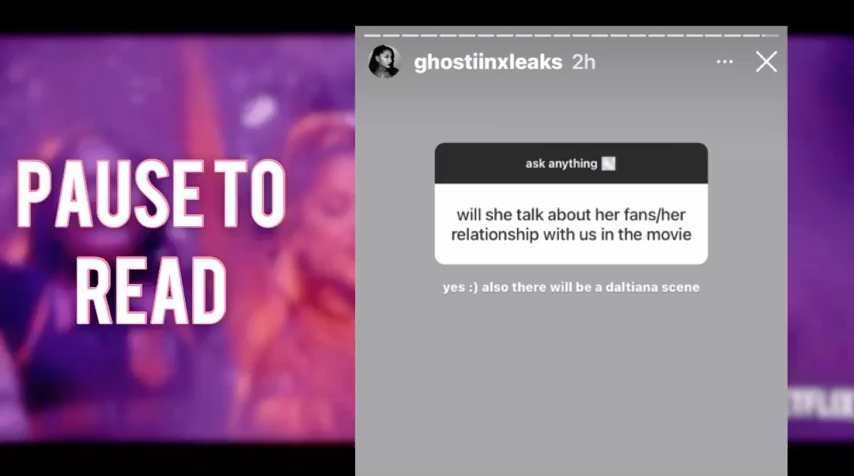 PAUSE TO
READ
ghostiinxleaks 2h
ask anything
will she talk about her fans/her
relationship with us in the movie
yes :) also there will be a daltiana scene